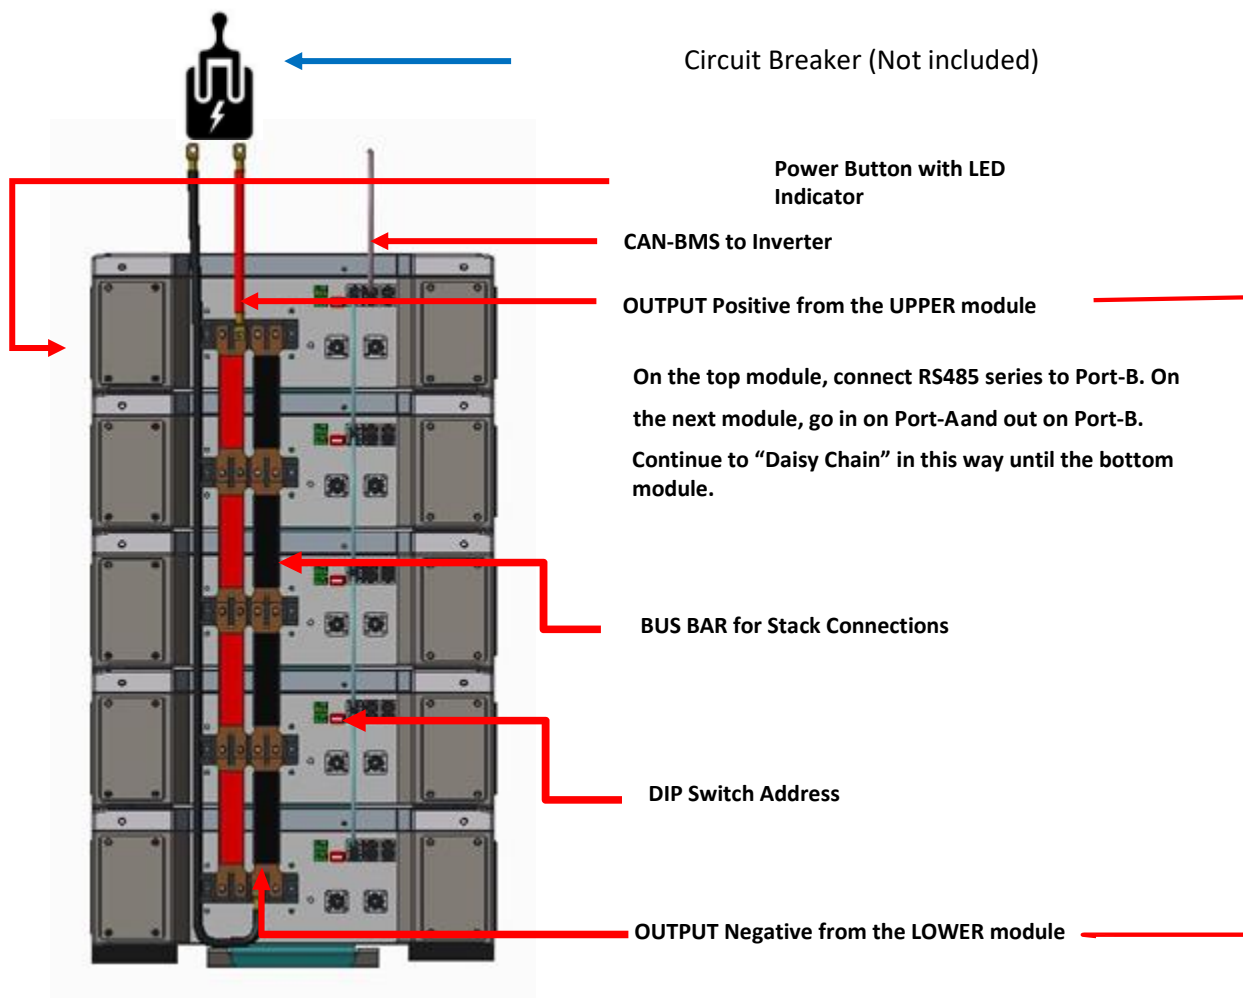 Circuit Breaker (Not included)
Power Button with LED
Indicator
CAN-BMS to Inverter
OUTPUT Positive from the UPPER module
On the top module, connect RS485 series to Port-B. On
the next module, go in on Port-Aand out on Port-B.
Continue to “Daisy Chain” in this way until the bottom
module.
BUS BAR for Stack Connections
DIP Switch Address
OUTPUT Negative from the LOWER module